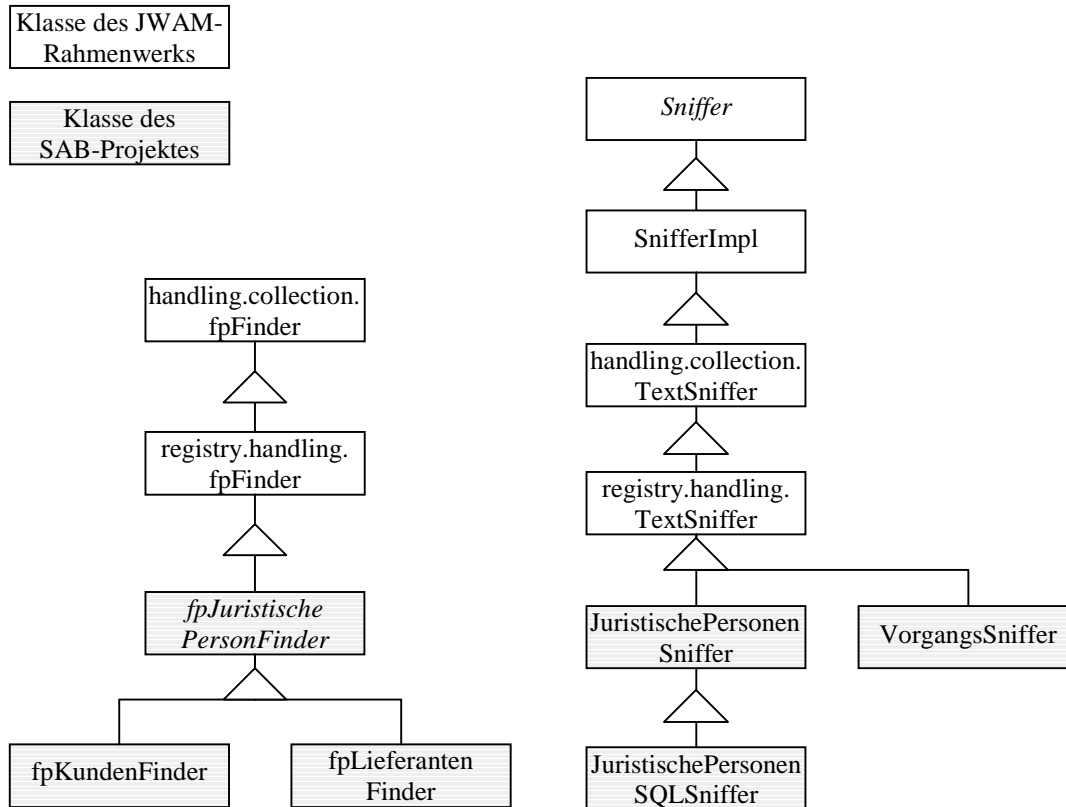 Klasse des JWAM-
Rahmenwerks
Klasse des
SAB-Projektes
handling.collection.
fpFinder
registry.handling.
fpFinder
fpJuristische
PersonFinder
fpKundenFinder
fpLieferanten
Finder
Sniffer
SnifferImpl
handling.collection.
TextSniffer
registry.handling.
TextSniffer
JuristischePersonen
Sniffer
VorgangsSniffer
JuristischePersonen
SQLSniffer